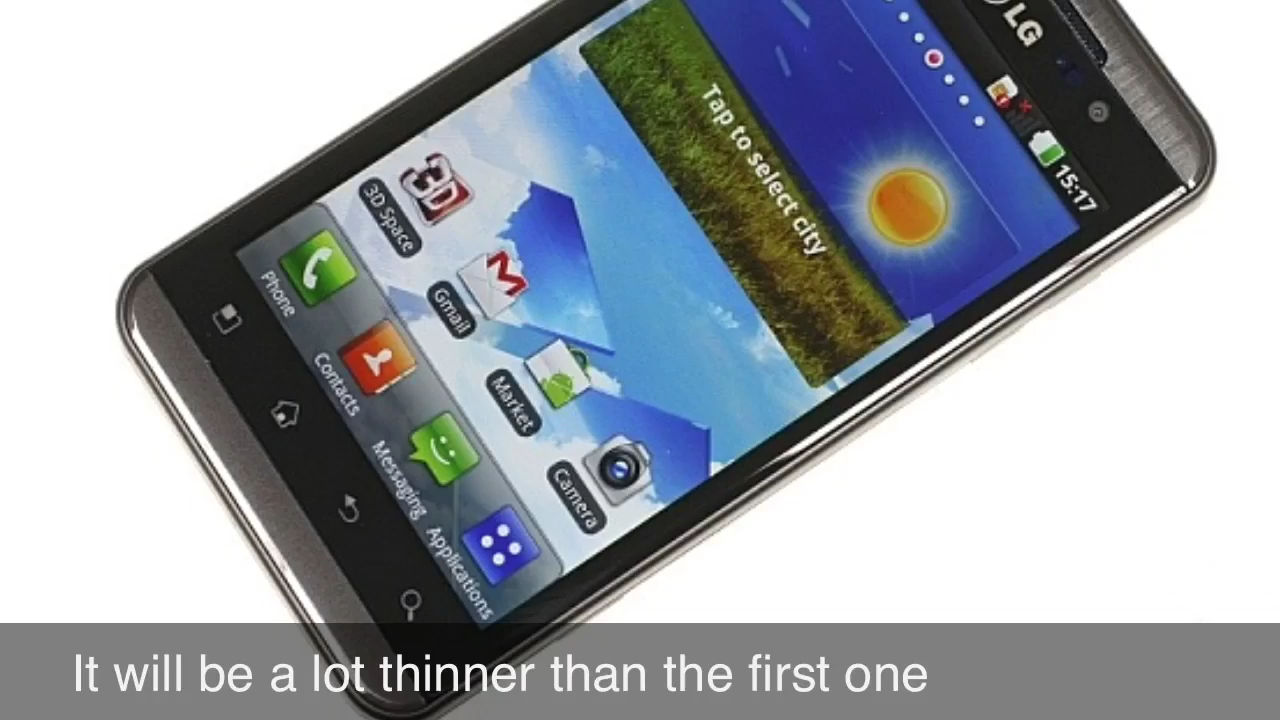 LG
15:17
Tap to select city
3D
3D Space
Gmail
Market
Camera
Phone
Contacts
Messaging
Applications
It will be a lot thinner than the first one